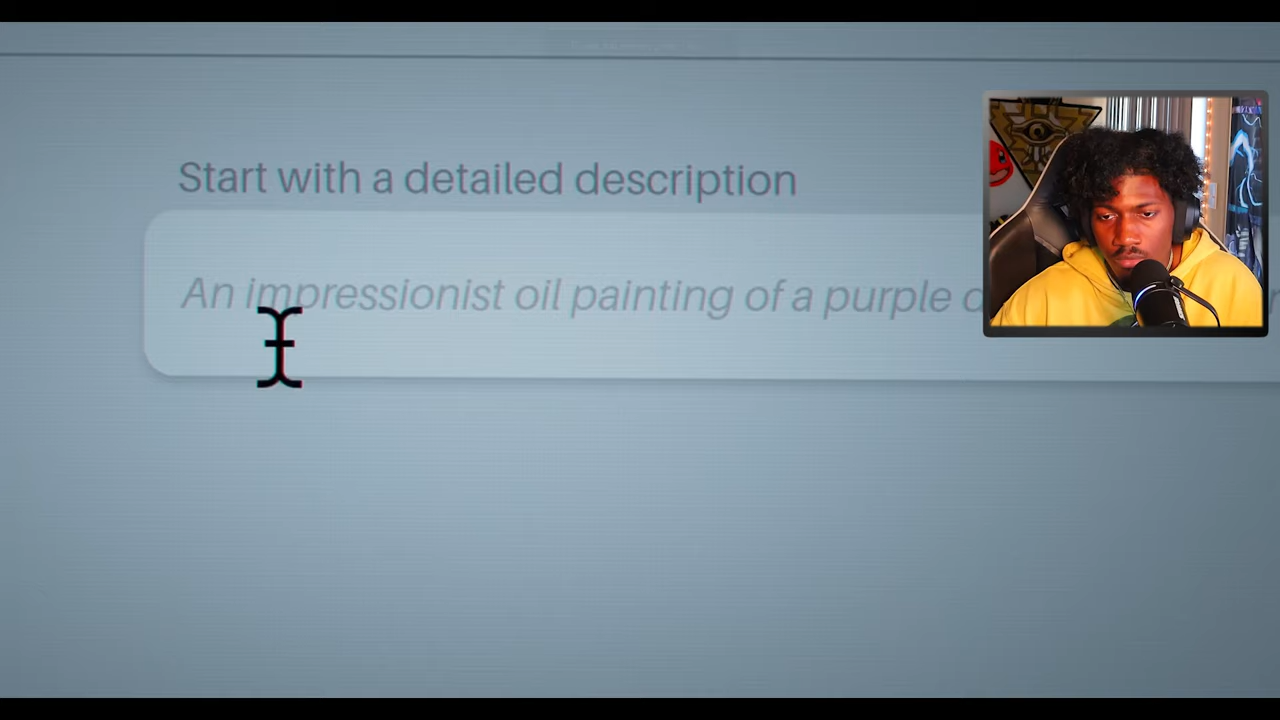 Start with a detailed description
An impressionist oil painting of a purple